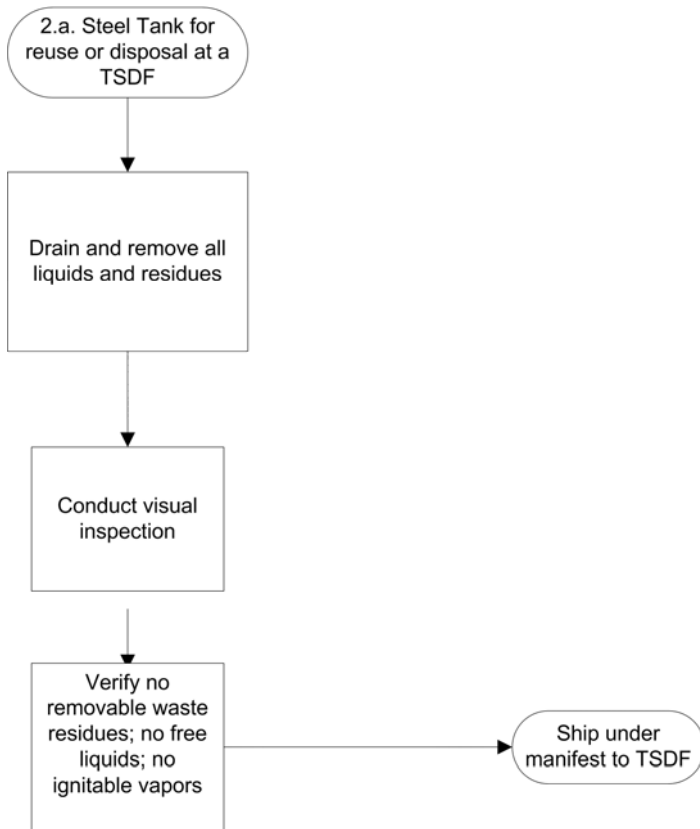 2.a. Steel Tank for
reuse or disposal at a
TSDF
Drain and remove all
liquids and residues
Conduct visual
inspection
Verify no
removable waste
residues; no free
liquids; no
ignitable vapors
Ship under
manifest to TSDF